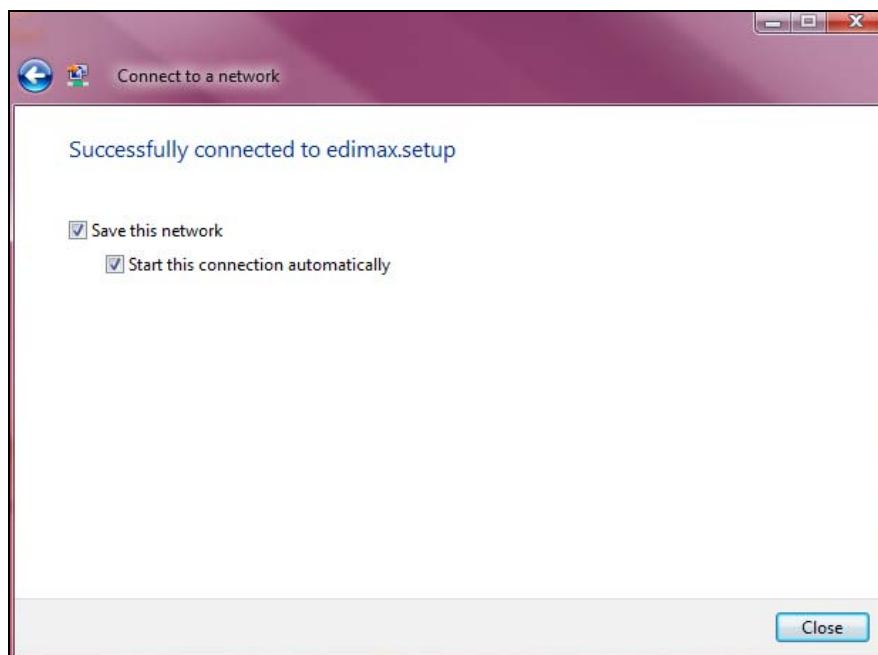 Connect to a network
Successfully connected to edimax.setup
Save this network
Start this connection automatically
Close